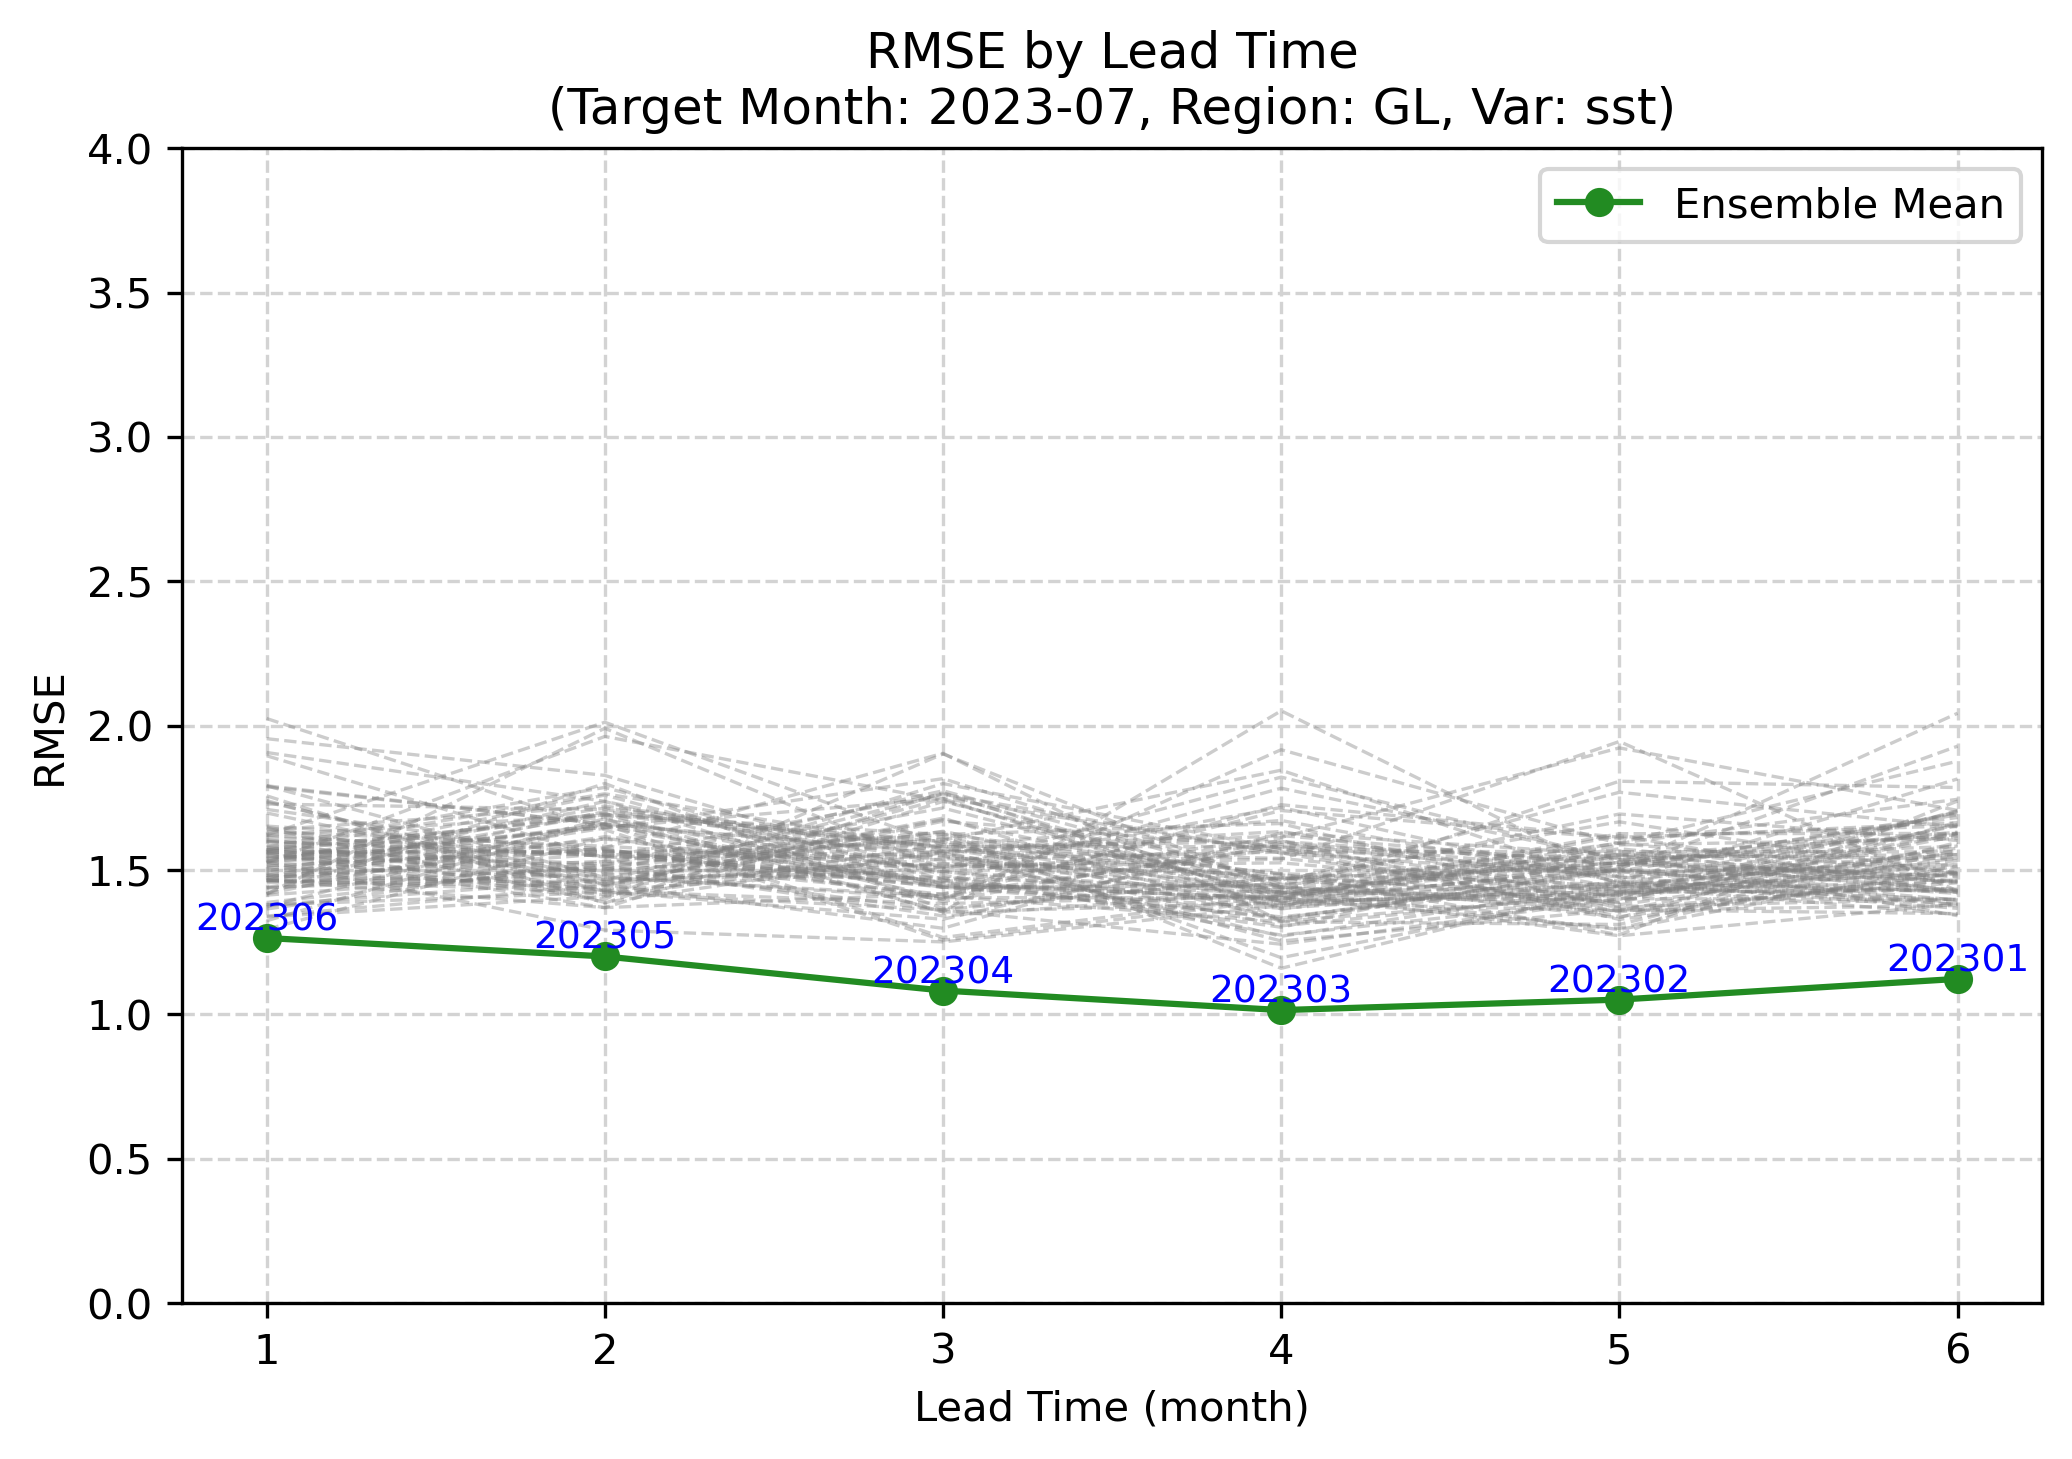 RMSE by Lead Time
(Target Month: 2023-07, Region: GL, Var: sst)
4.0
3.5
3.0
2.5
2.0
1.5
1.0
0.5
0.0
RMSE
Ensemble Mean
202306
202305
202304
202303
202302
202301
1 2 3 4 5 6
Lead Time (month)